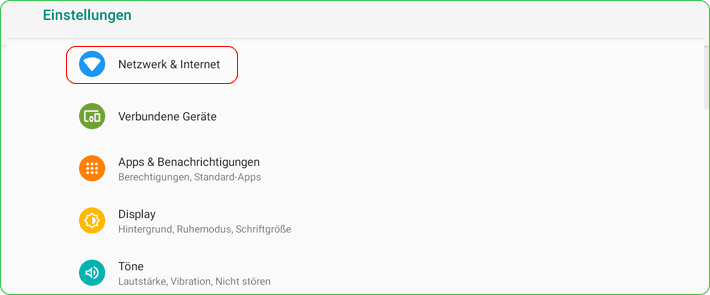 Einstellungen
Netzwerk & Internet
Verbundene Geräte
Apps & Benachrichtigungen
Berechtigungen, Standard-Apps
Display
Hintergrund, Ruhemodus, Schriftgröße
Töne
Lautstärke, Vibration, Nicht stören